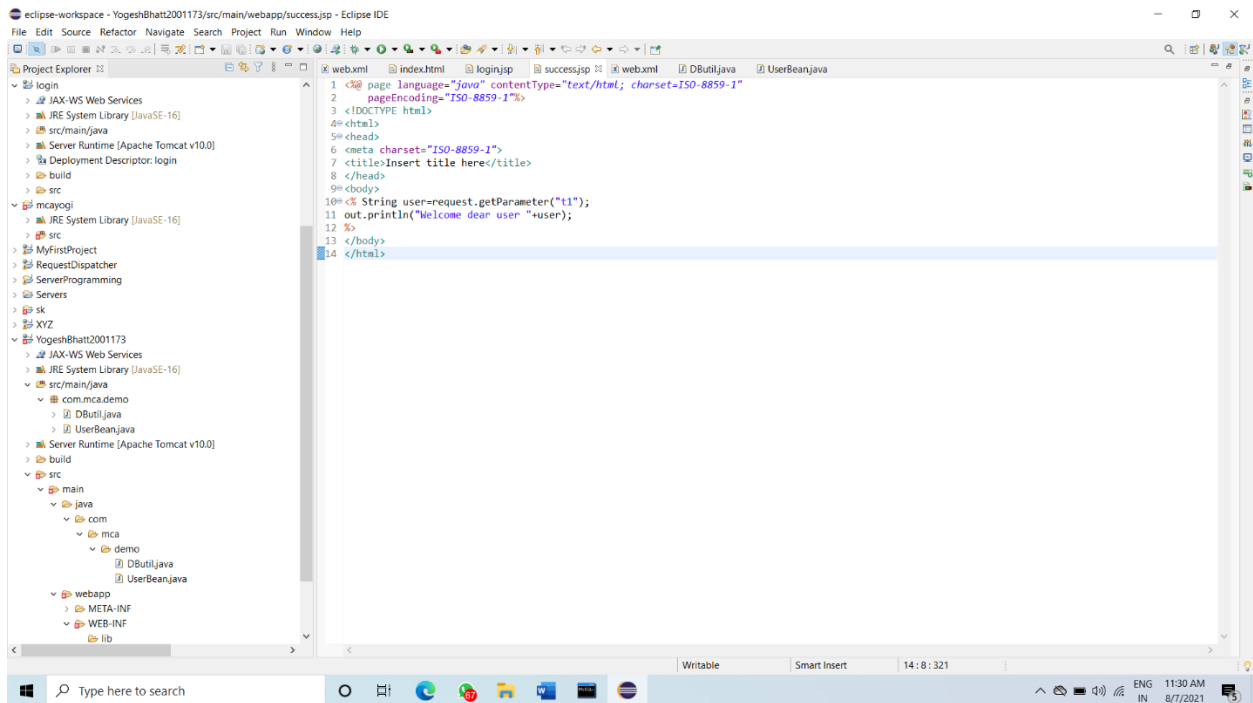 eclipse-workspace - YogeshBhatt2001173/src/main/webapp/success.jsp - Eclipse IDE
File Edit Source Refactor Navigate Search Project Run Window Help
Project Explorer
web.xml index.html login.jsp success.jsp web.xml DButil.java UserBean.java
login
JAX-WS Web Services
JRE System Library [JavaSE-16]
src/main/java
Server Runtime [Apache Tomcat v10.0]
Deployment Descriptor: login
build
src
mcayogi
JRE System Library [JavaSE-16]
src
MyFirstProject
RequestDispatcher
ServerProgramming
Servers
sk
XYZ
YogeshBhatt2001173
JAX-WS Web Services
JRE System Library [JavaSE-16]
src/main/java
com.mca.demo
DButil.java
UserBean.java
Server Runtime [Apache Tomcat v10.0]
build
src
main
java
com
mca
demo
DButil.java
UserBean.java
webapp
META-INF
WEB-INF
lib
1 <%@ page language="java" contentType="text/html; charset=ISO-8859-1"
2 pageEncoding="ISO-8859-1"%>
3 <!DOCTYPE html>
4 <html>
5 <head>
6 <meta charset="ISO-8859-1">
7 <title>Insert title here</title>
8 </head>
9 <body>
10 <% String user=request.getParameter("t1");
11 out.println("Welcome dear user "+user);
12 %>
13 </body>
14 </html>
Writable Smart Insert 14 : 8 : 321
Type here to search
67
ENG 11:30 AM
IN 8/7/2021
5